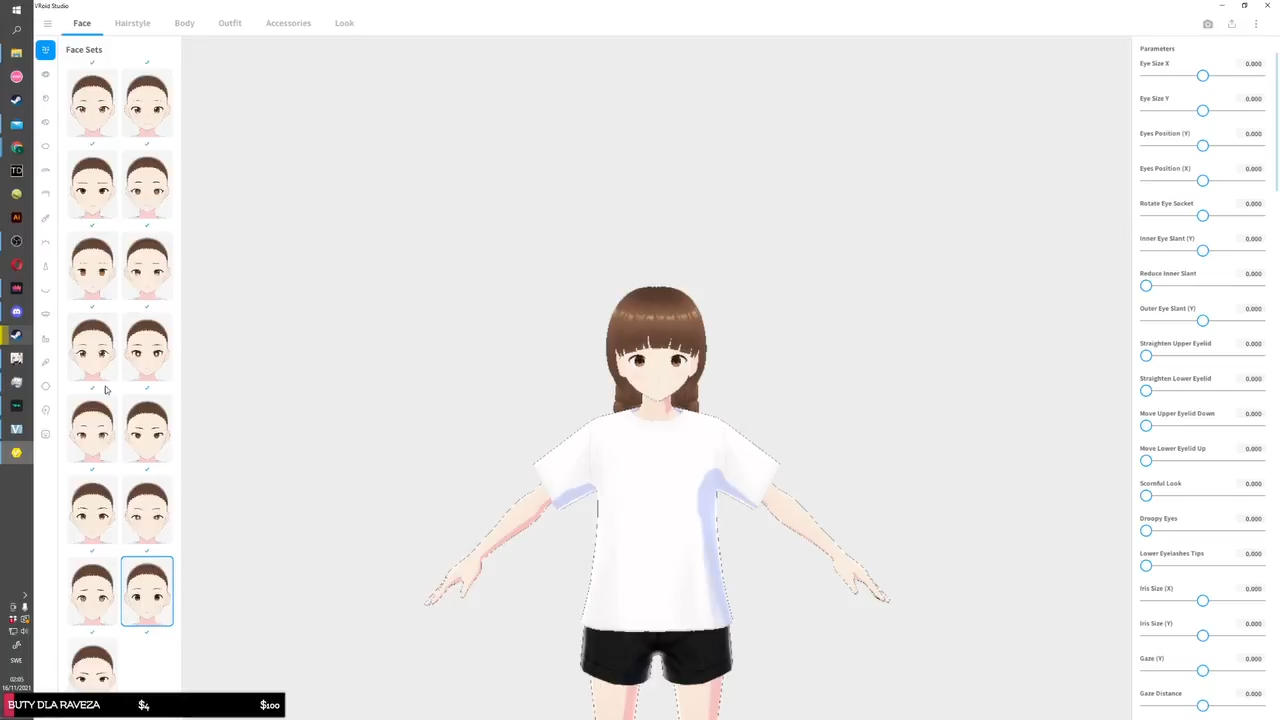 VRoid Studio
Face Hairstyle Body Outfit Accessories Look
Face Sets
Parameters
Eye Size X 0.000
Eye Size Y 0.000
Eyes Position (Y) 0.000
Eyes Position (X) 0.000
Rotate Eye Socket 0.000
Inner Eye Slant (Y) 0.000
Reduce Inner Slant 0.000
Outer Eye Slant (Y) 0.000
Straighten Upper Eyelid 0.000
Straighten Lower Eyelid 0.000
Move Upper Eyelid Down 0.000
Move Lower Eyelid Up 0.000
Scornful Look 0.000
Droopy Eyes 0.000
Lower Eyelashes Tips 0.000
Iris Size (X) 0.000
Iris Size (Y) 0.000
Gaze (Y) 0.000
Gaze Distance 0.000
TD
Ai
SWE
02:05
16/11/2021
BUTY DLA RAVEZA $4 $100